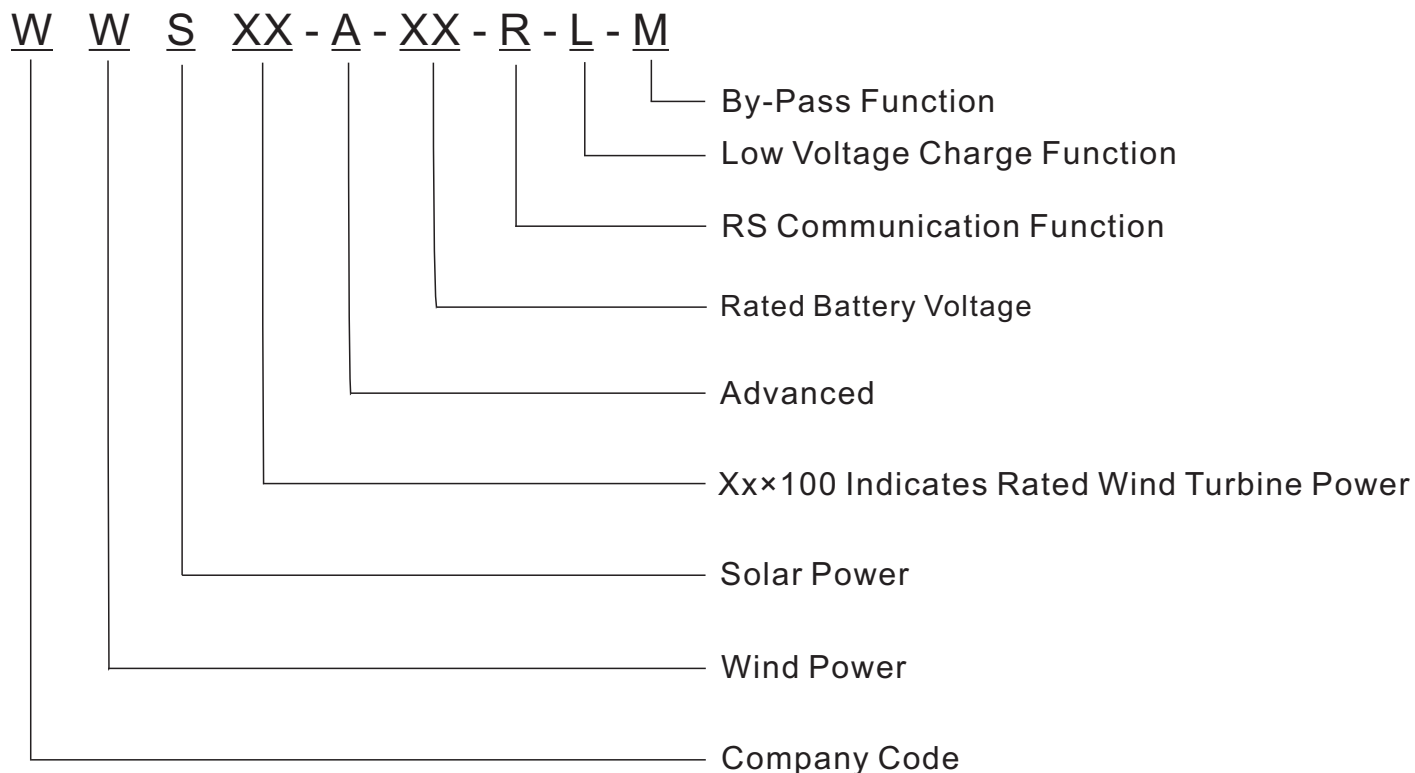 W W S XX - A - XX - R - L - M
By-Pass Function
Low Voltage Charge Function
RS Communication Function
Rated Battery Voltage
Advanced
Xx×100 Indicates Rated Wind Turbine Power
Solar Power
Wind Power
Company Code